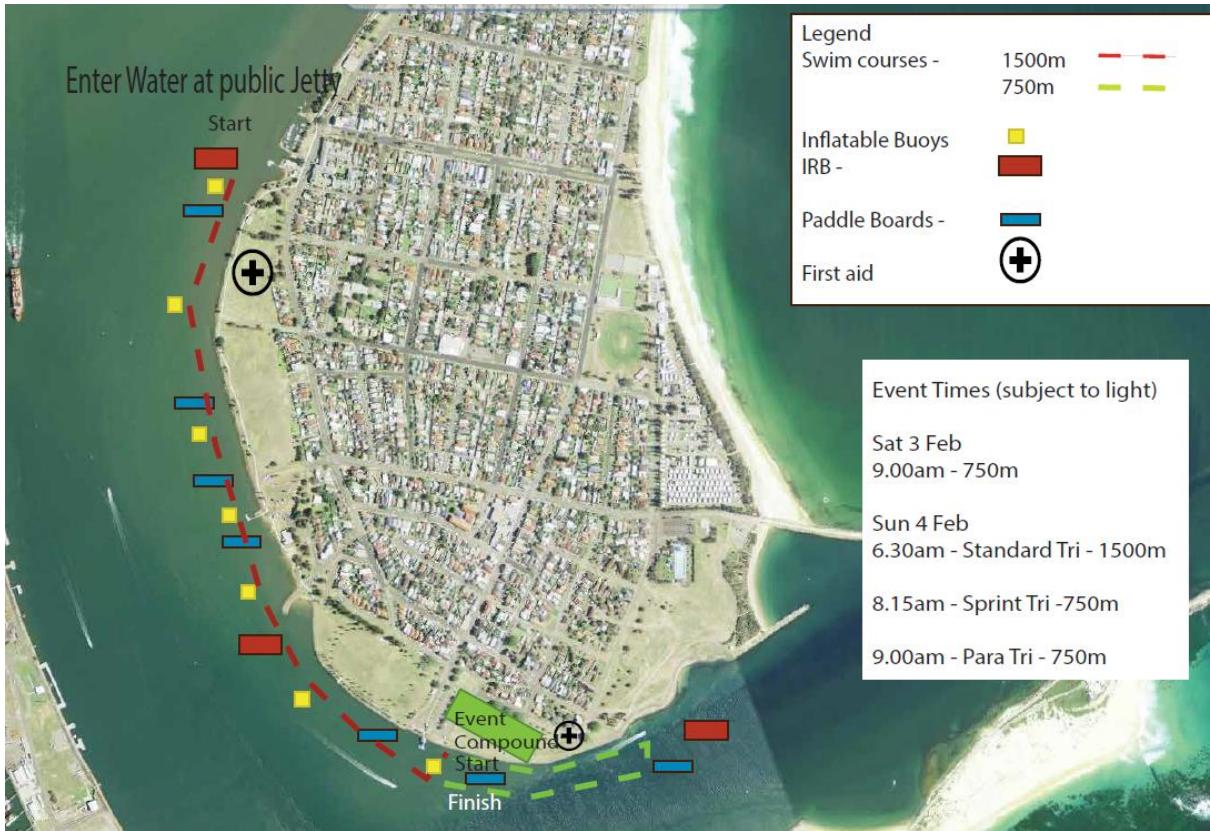 Enter Water at public Jetty
Start
Legend
Swim courses - 1500m
750m
Inflatable Buoys
IRB -
Paddle Boards -
First aid
Event Times (subject to light)
Sat 3 Feb
9.00am - 750m
Sun 4 Feb
6.30am - Standard Tri - 1500m
8.15am - Sprint Tri -750m
9.00am - Para Tri - 750m
Event
Compound
Start
Finish